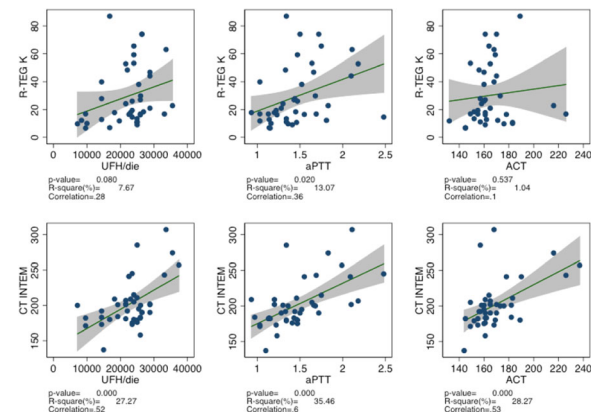 R-TEG K
0 20 40 60 80
0 10000 20000 30000 40000
UFH/die
p-value= 0.080
R-square(%)= 7.67
Correlation=.28
R-TEG K
0 20 40 60 80
1 1.5 2 2.5
aPTT
p-value= 0.020
R-square(%)= 13.07
Correlation=.36
R-TEG K
0 20 40 60 80
120 140 160 180 200 220 240
ACT
p-value= 0.537
R-square(%)= 1.04
Correlation=.1
CT INTEM
150 200 250 300
0 10000 20000 30000 40000
UFH/die
p-value= 0.000
R-square(%)= 27.27
Correlation=.52
CT INTEM
150 200 250 300
1 1.5 2 2.5
aPTT
p-value= 0.000
R-square(%)= 35.46
Correlation=.6
CT INTEM
150 200 250 300
120 140 160 180 200 220 240
ACT
p-value= 0.000
R-square(%)= 28.27
Correlation=.53